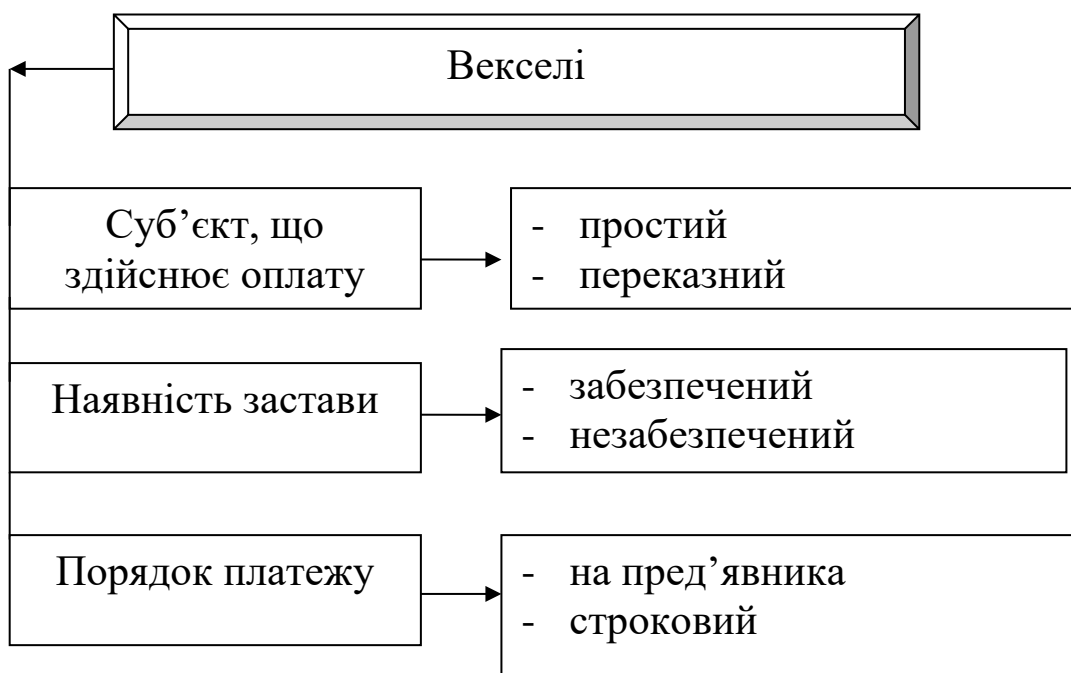 Векселі
Суб’єкт, що
здійснює оплату
- простий
- переказний
Наявність застави
- забезпечений
- незабезпечений
Порядок платежу
- на пред’явника
- строковий